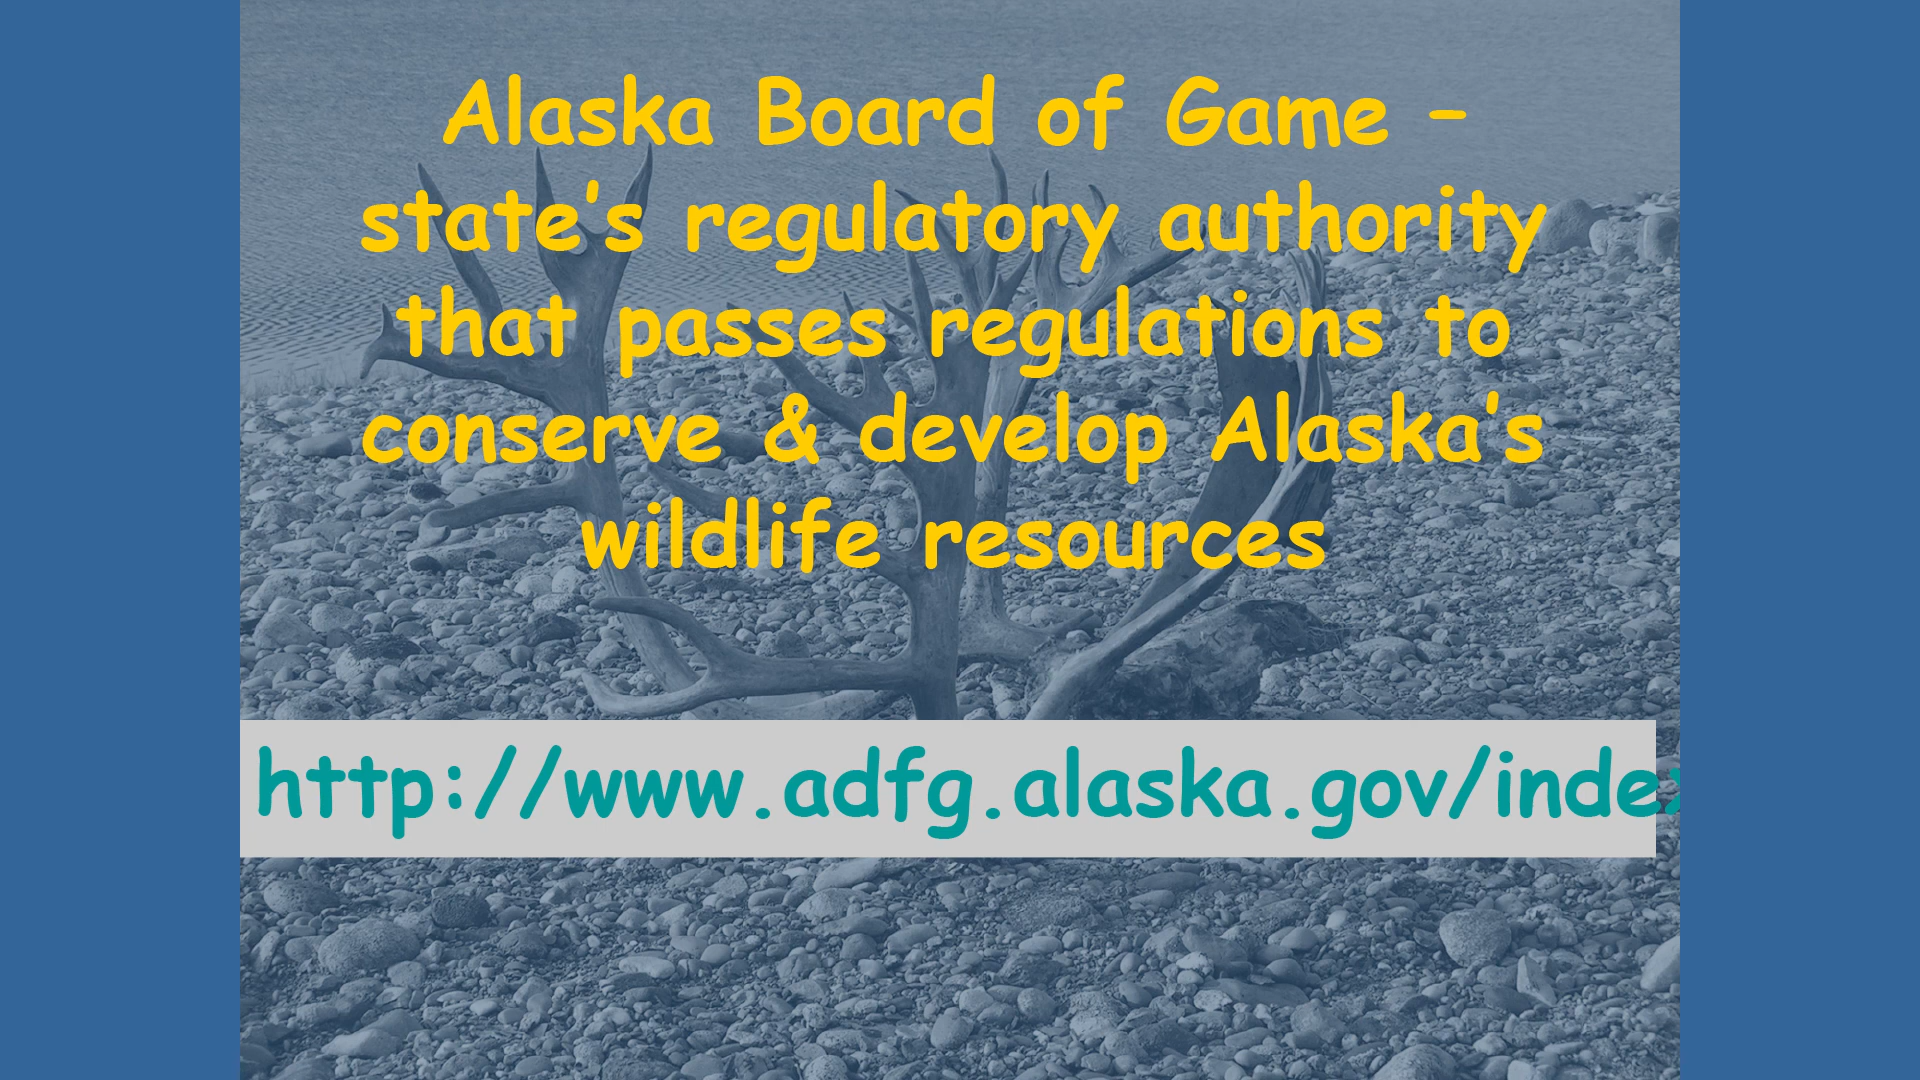 Alaska Board of Game –
state’s regulatory authority
that passes regulations to
conserve & develop Alaska’s
wildlife resources
http://www.adfg.alaska.gov/index